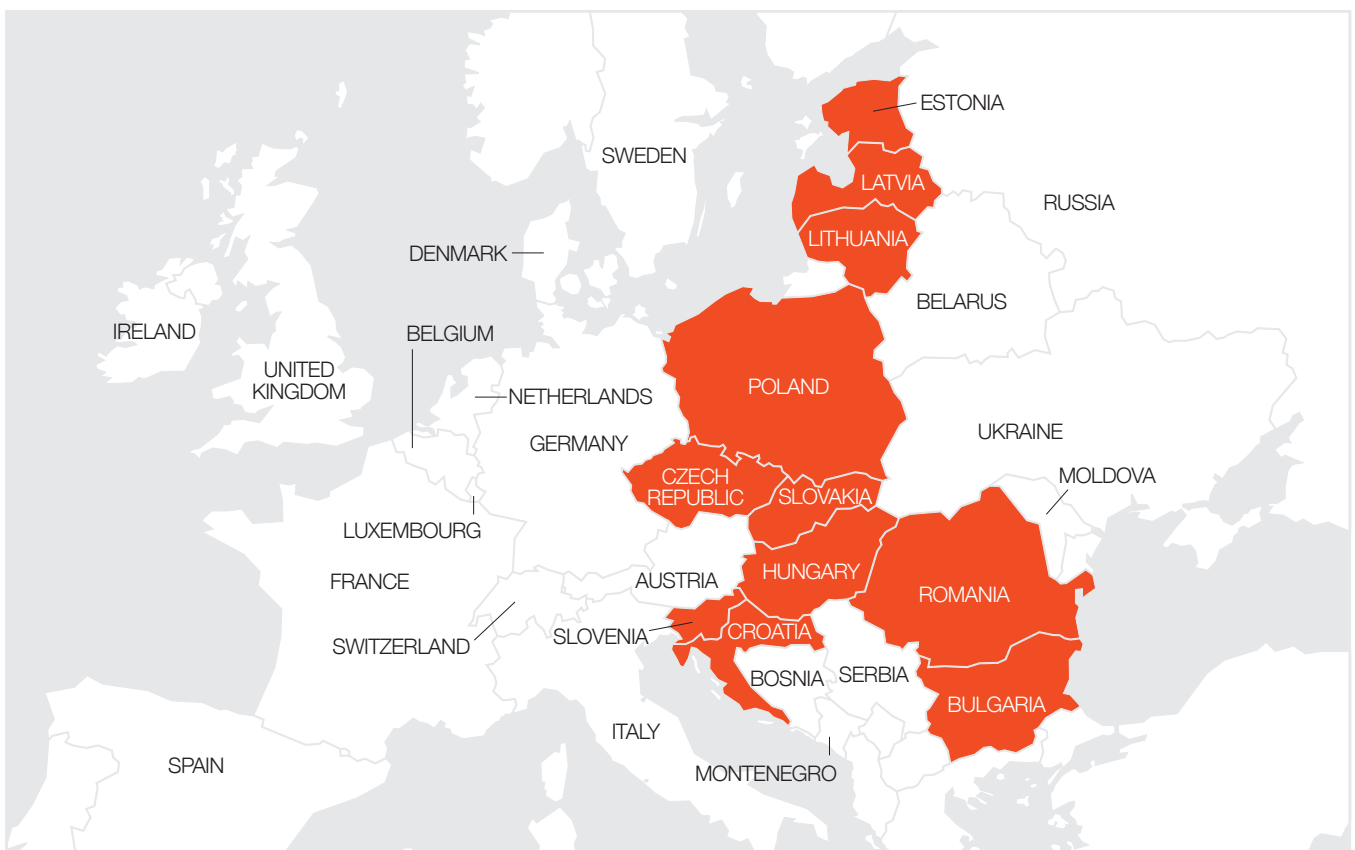 ESTONIA
SWEDEN
LATVIA
RUSSIA
LITHUANIA
DENMARK
BELARUS
IRELAND
BELGIUM
UNITED
KINGDOM
POLAND
NETHERLANDS
UKRAINE
GERMANY
CZECH
REPUBLIC
MOLDOVA
SLOVAKIA
LUXEMBOURG
HUNGARY
FRANCE
AUSTRIA
ROMANIA
CROATIA
SLOVENIA
SWITZERLAND
SERBIA
BOSNIA
BULGARIA
ITALY
SPAIN
MONTENEGRO